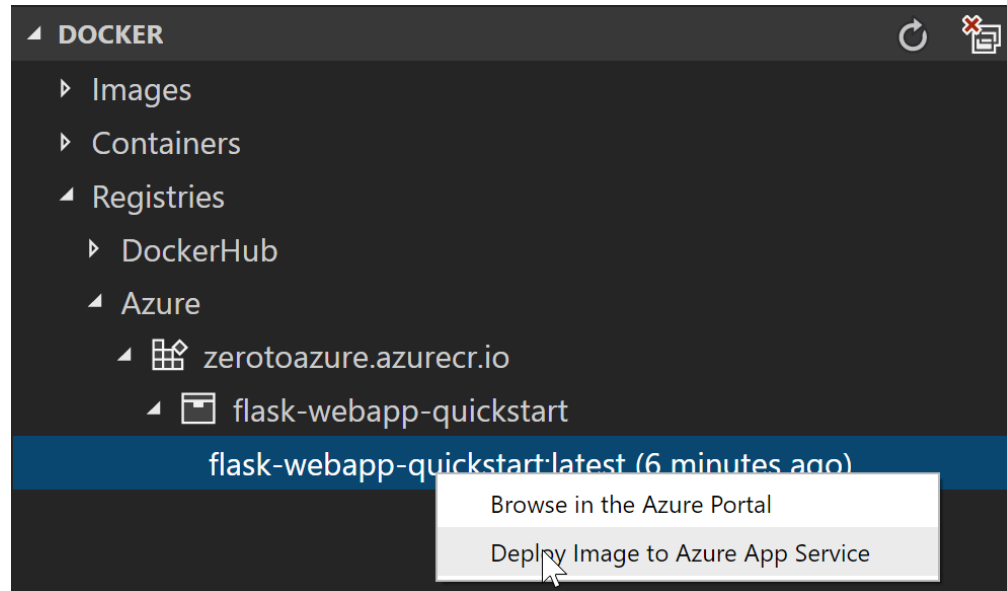 DOCKER
Images
Containers
Registries
DockerHub
Azure
zerotoazure.azurecr.io
flask-webapp-quickstart
flask-webapp-quickstart:latest (6 minutes ago)
Browse in the Azure Portal
Deploy Image to Azure App Service